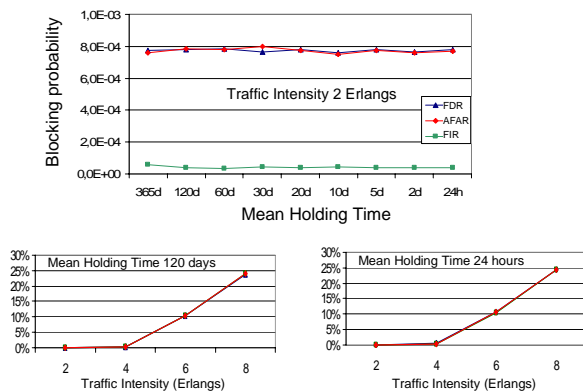 1,0E-03
8,0E-04
6,0E-04
4,0E-04
2,0E-04
0,0E+00
Blocking probability
Traffic Intensity 2 Erlangs
FDR
AFAR
FIR
365d 120d 60d 30d 20d 10d 5d 2d 24h
Mean Holding Time
30%
25%
20%
15%
10%
5%
0%
Mean Holding Time 120 days
2 4 6 8
Traffic Intensity (Erlangs)
30%
25%
20%
15%
10%
5%
0%
Mean Holding Time 24 hours
2 4 6 8
Traffic Intensity (Erlangs)